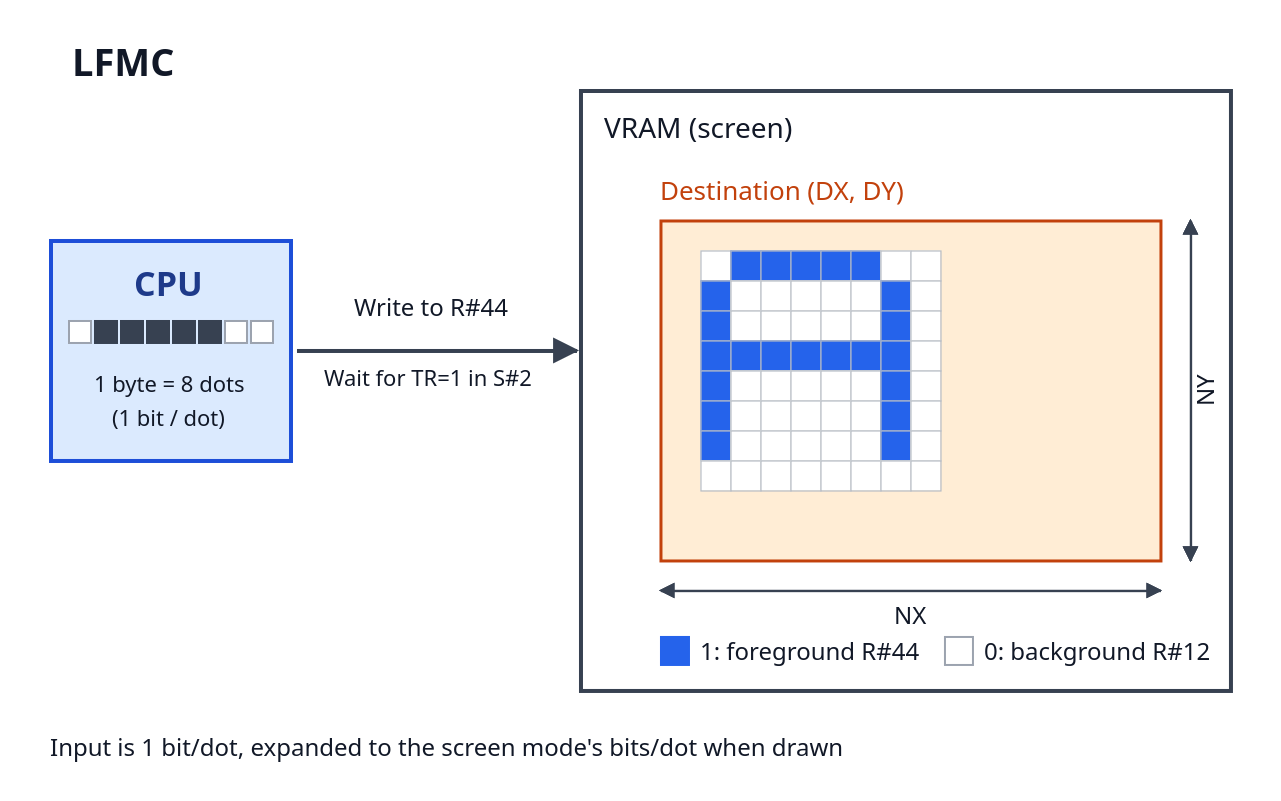 LFMC
VRAM (screen)
Destination (DX, DY)
CPU
1 byte = 8 dots
(1 bit / dot)
Write to R#44
Wait for TR=1 in S#2
NY
NX
1: foreground R#44
0: background R#12
Input is 1 bit/dot, expanded to the screen mode's bits/dot when drawn